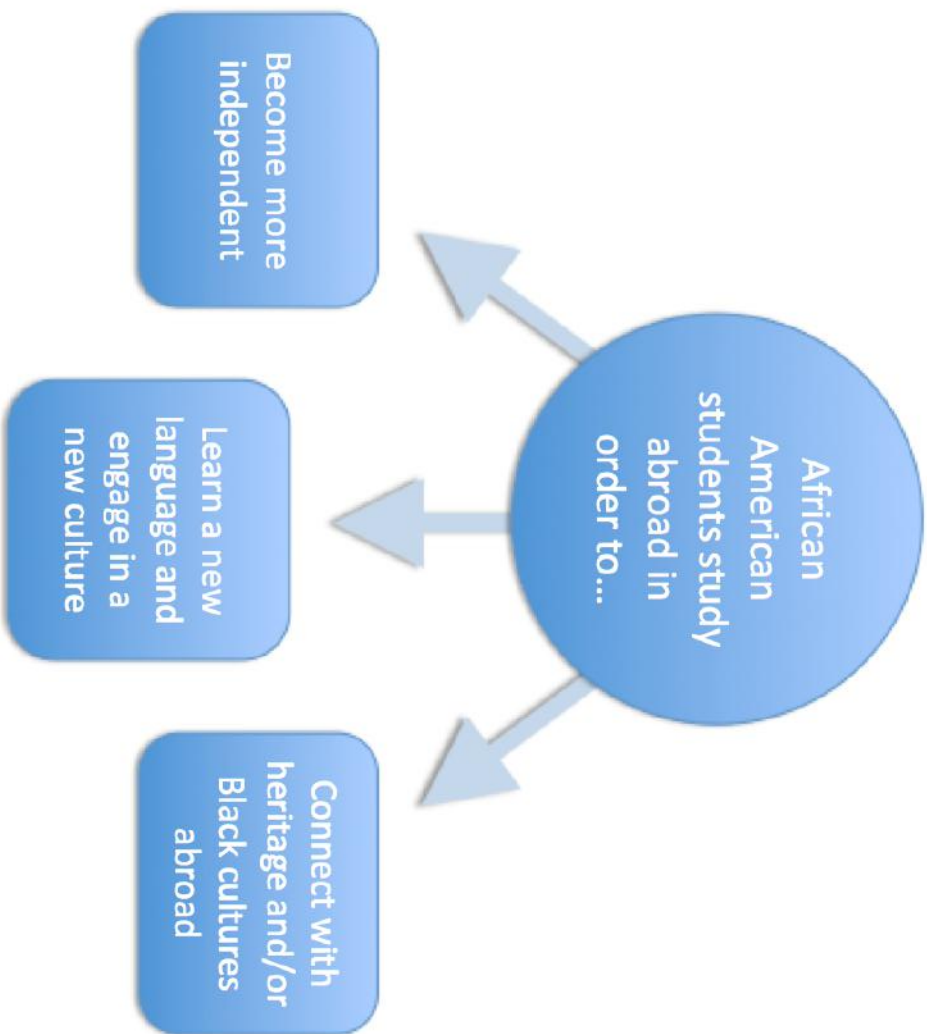 African
American
students study
abroad in
order to...
Become more
independent
Learn a new
language and
engage in a
new culture
Connect with
heritage and/or
Black cultures
abroad